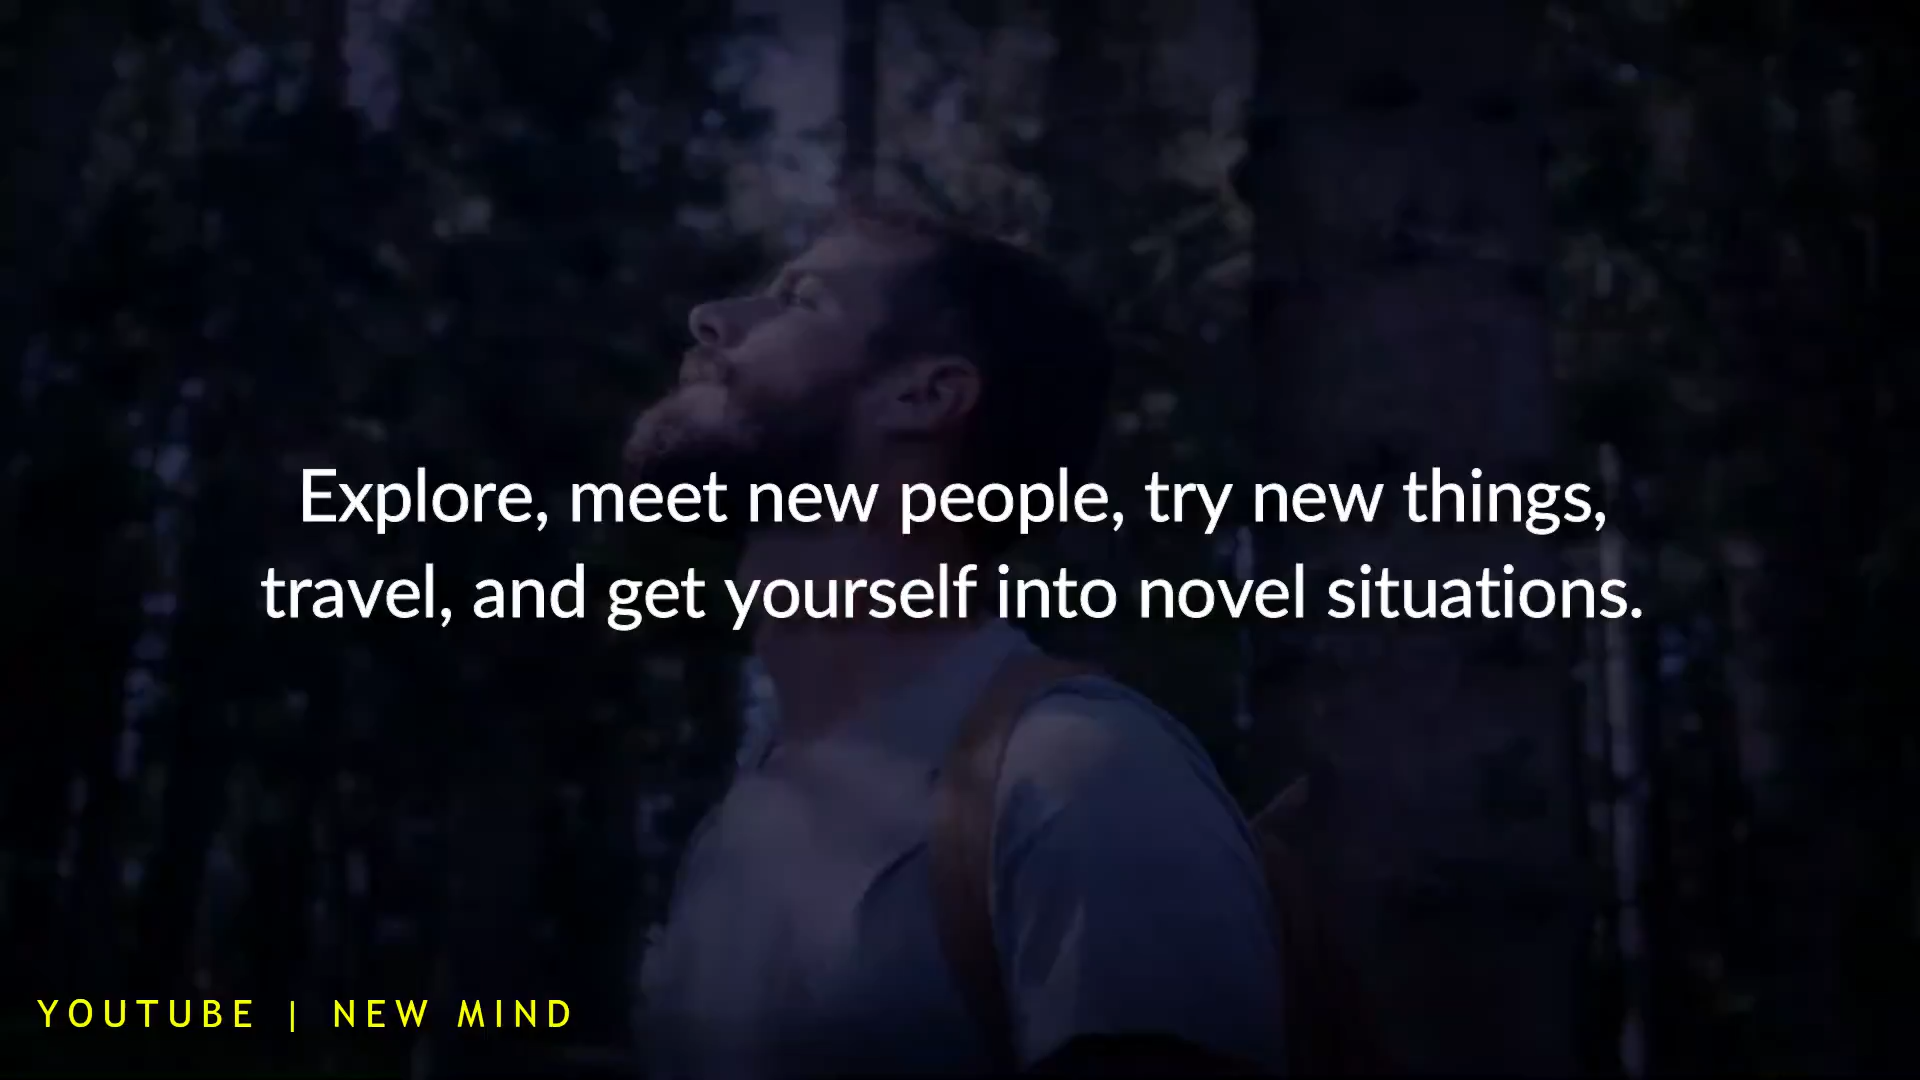 Explore, meet new people, try new things,
travel, and get yourself into novel situations.
YOUTUBE | NEW MIND